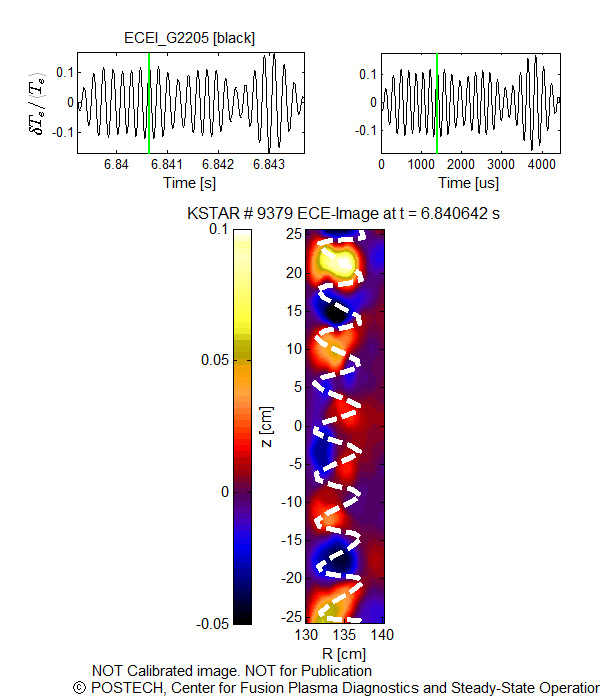 ECEI_G2205 [black]
δTe / ⟨Te⟩
0.1
0
-0.1
6.84 6.841 6.842 6.843
Time [s]
0.1
0
-0.1
0 1000 2000 3000 4000
Time [us]
KSTAR # 9379 ECE-Image at t = 6.840642 s
0.1
0.05
0
-0.05
z [cm]
25
20
15
10
5
0
-5
-10
-15
-20
-25
130 135 140
R [cm]
NOT Calibrated image. NOT for Publication
© POSTECH, Center for Fusion Plasma Diagnostics and Steady-State Operation